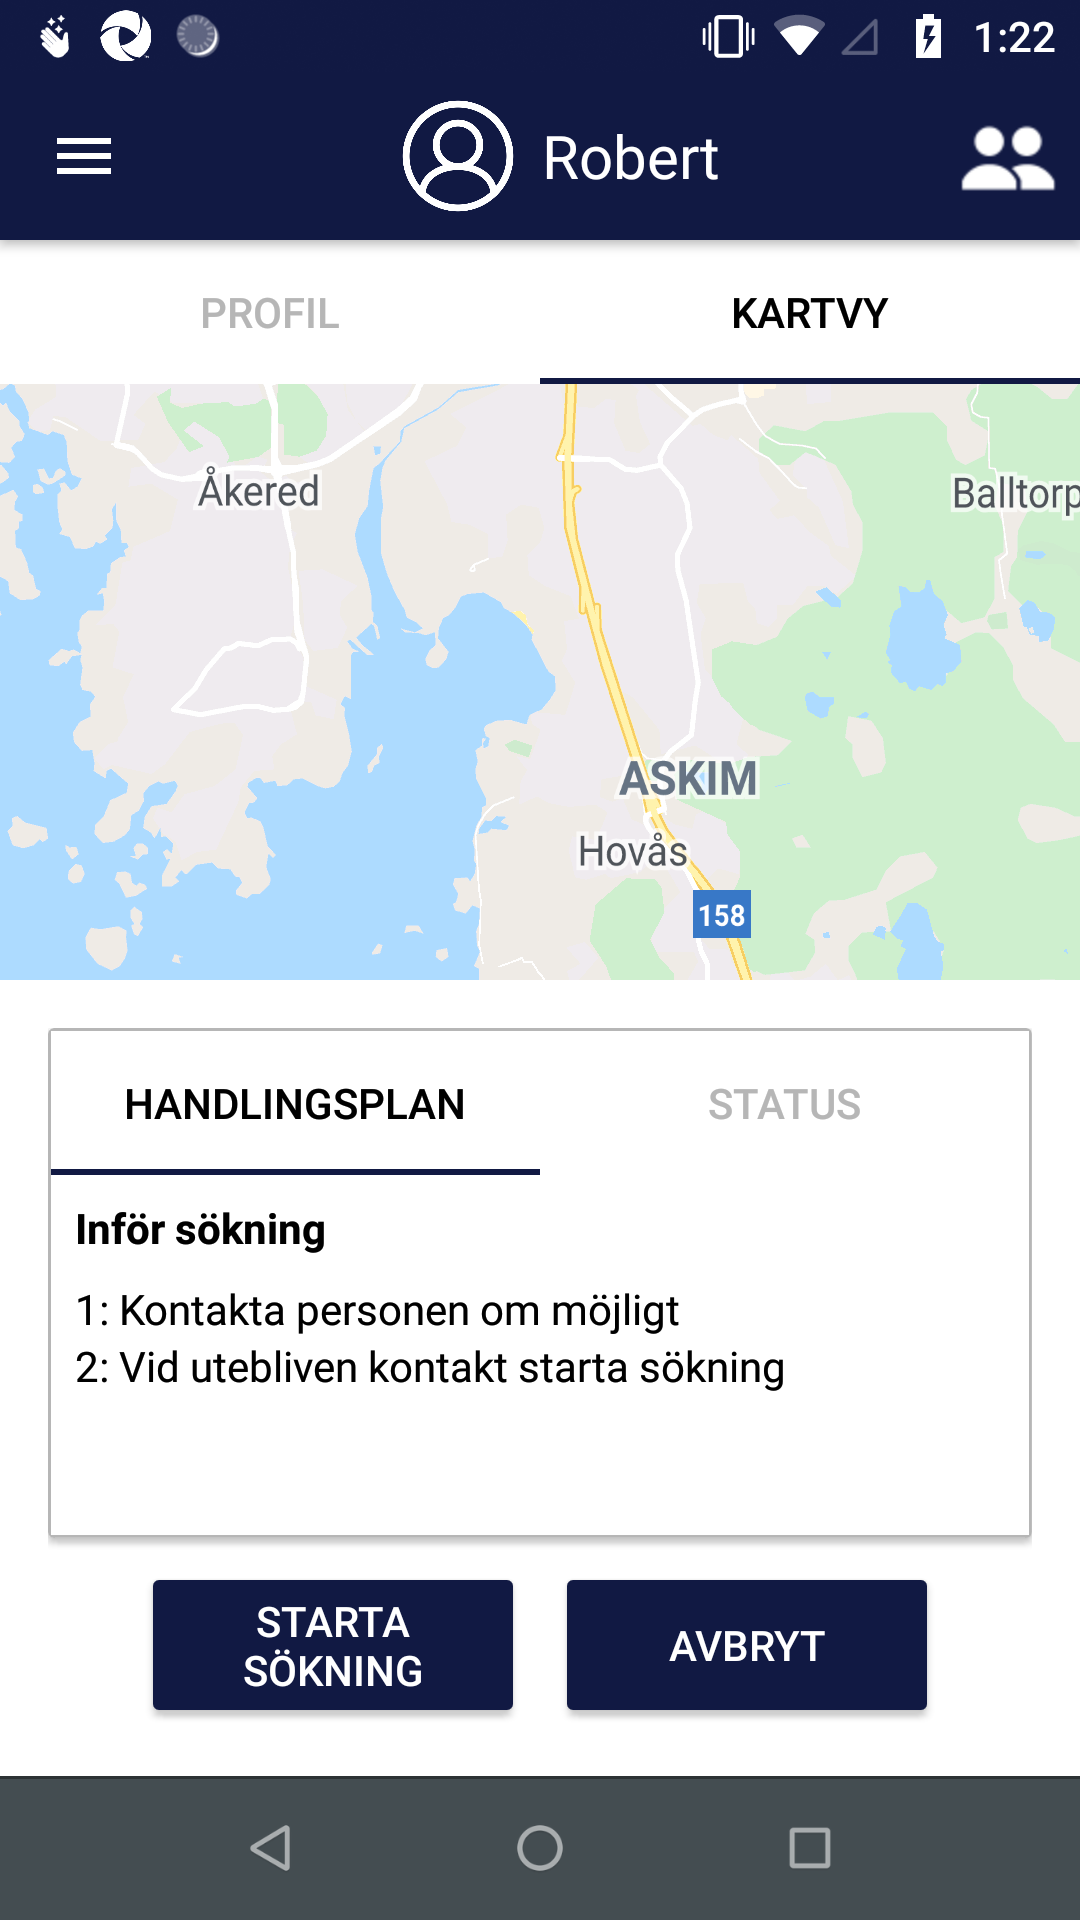 1:22
Robert
PROFIL
KARTVY
Åkered
Balltorp
ASKIM
Hovås
158
HANDLINGSPLAN
STATUS
Inför sökning
1: Kontakta personen om möjligt
2: Vid utebliven kontakt starta sökning
STARTA
SÖKNING
AVBRYT